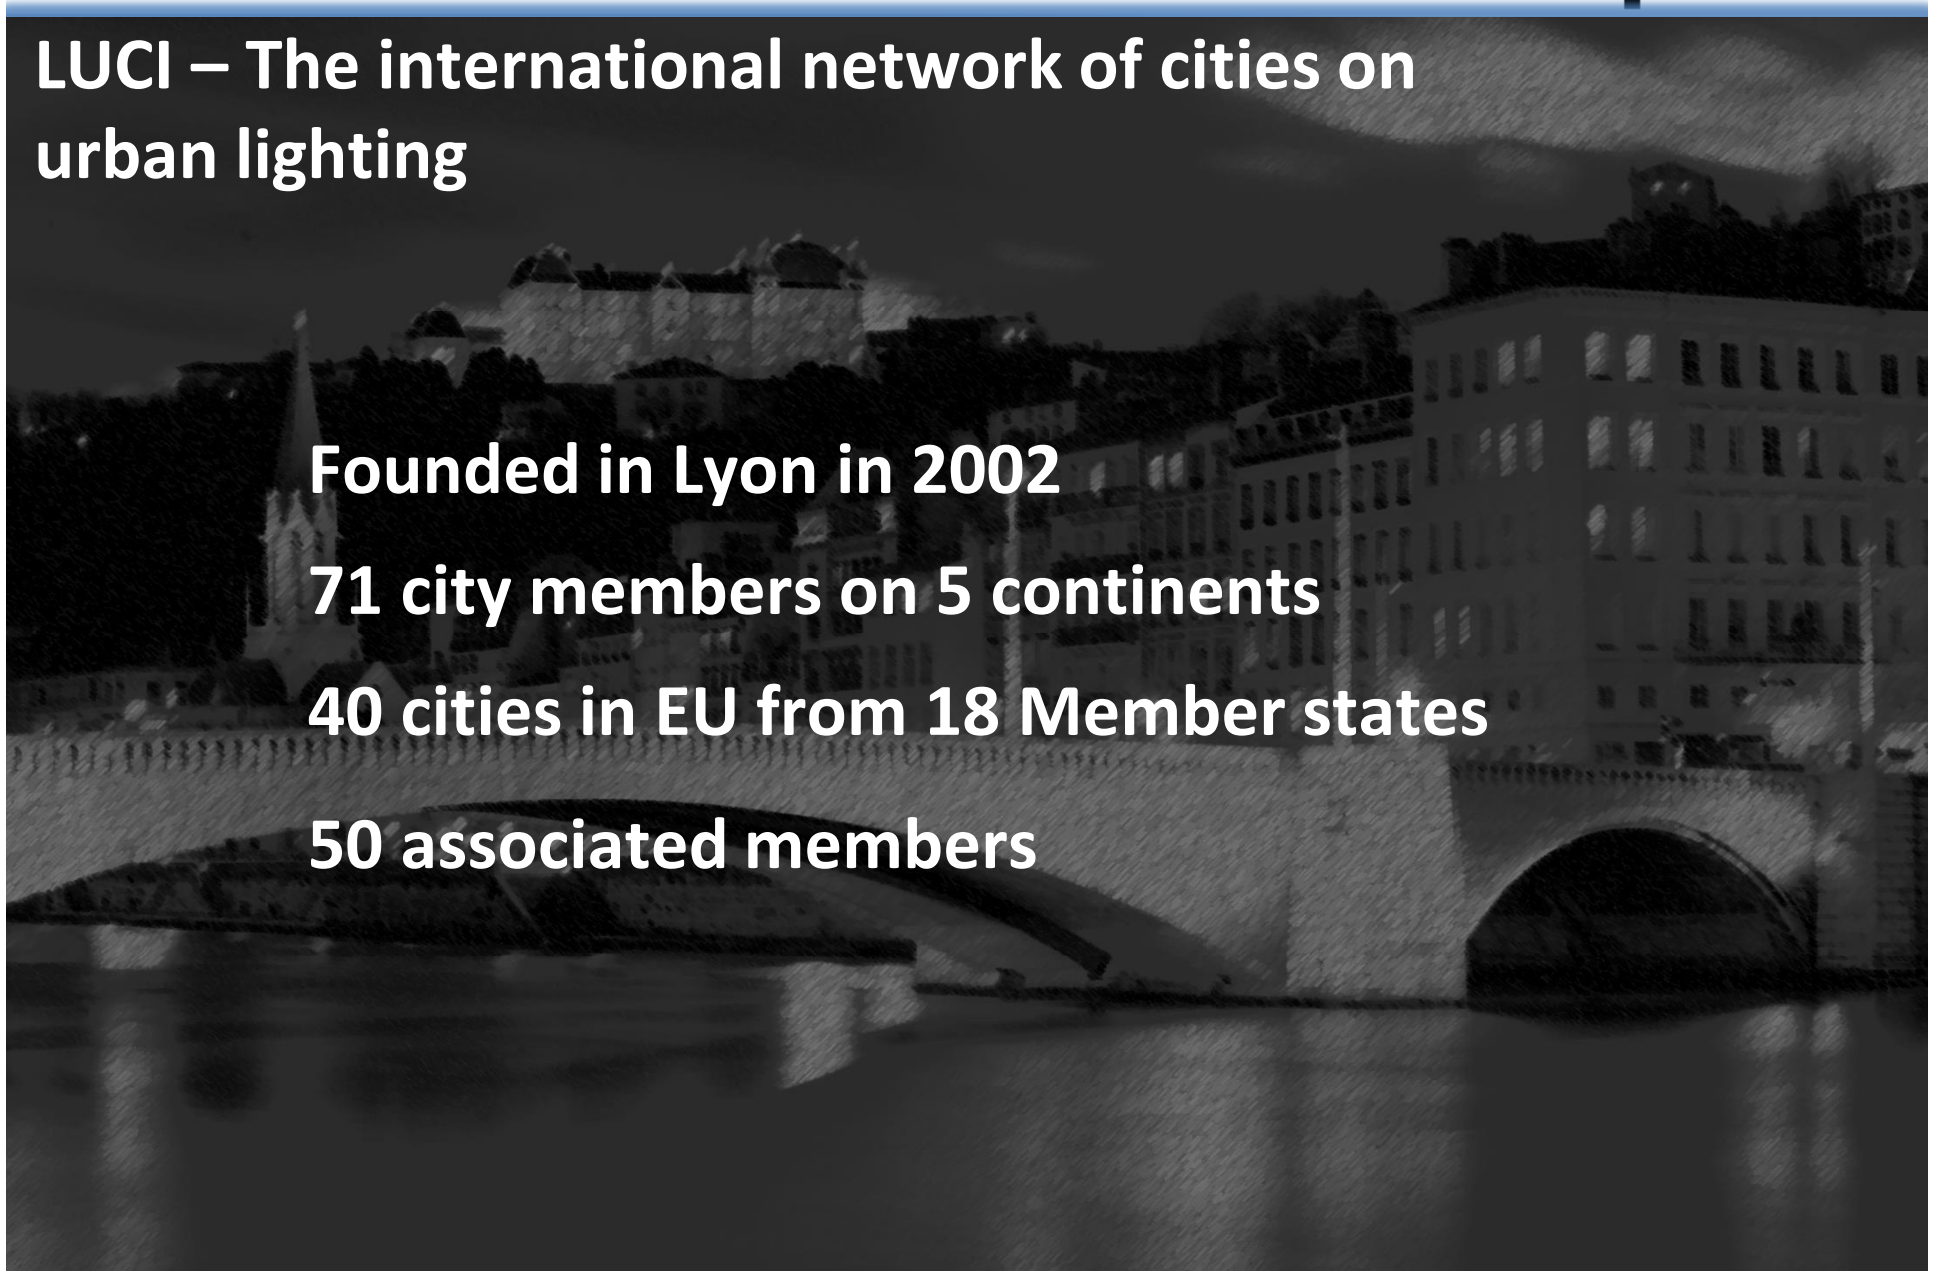 LUCI – The international network of cities on
urban lighting
Founded in Lyon in 2002
71 city members on 5 continents
40 cities in EU from 18 Member states
50 associated members